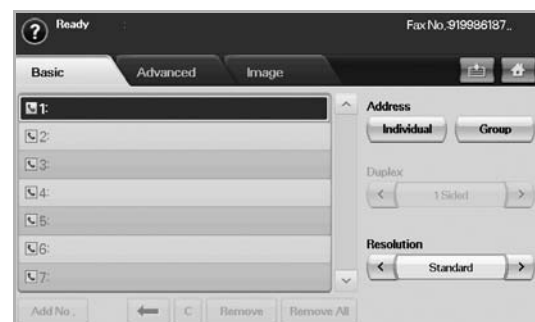 ? Ready :
Fax No.:919986187..
Basic Advanced Image
1:
2:
3:
4:
5:
6:
7:
Add No. C Remove Remove All
Address
Individual Group
Duplex
< 1 Sided >
Resolution
< Standard >